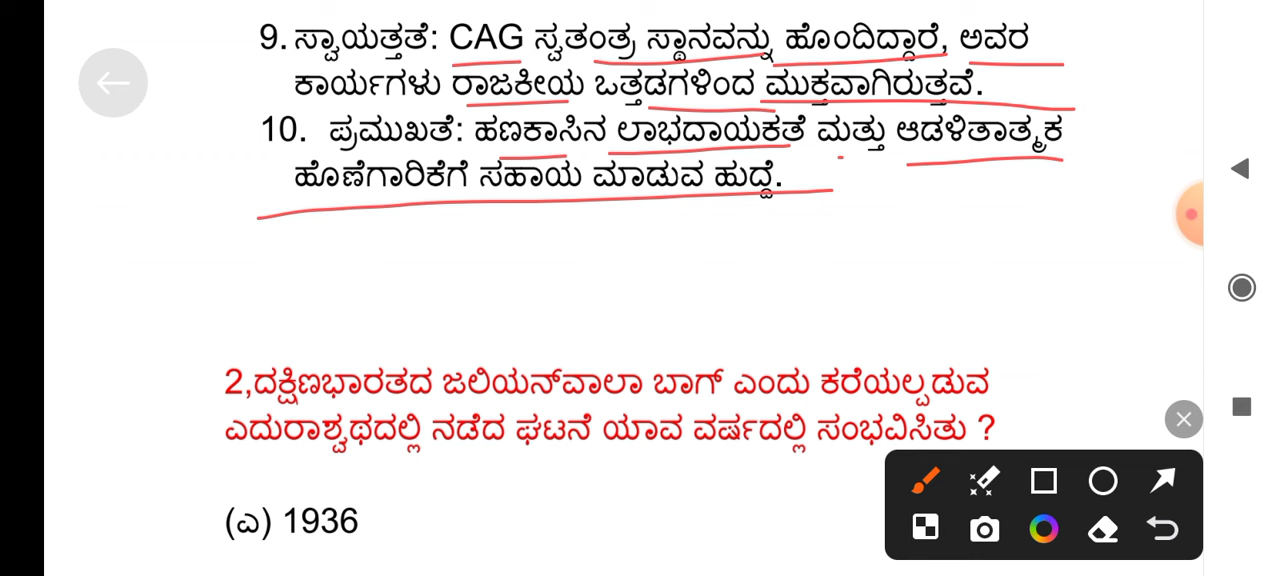 9. ಸ್ವಾಯತ್ತತೆ: CAG ಸ್ವತಂತ್ರ ಸ್ಥಾನವನ್ನು ಹೊಂದಿದ್ದಾರೆ, ಅವರ
ಕಾರ್ಯಗಳು ರಾಜಕೀಯ ಒತ್ತಡಗಳಿಂದ ಮುಕ್ತವಾಗಿರುತ್ತವೆ.
10. ಪ್ರಮುಖತೆ: ಹಣಕಾಸಿನ ಲಾಭದಾಯಕತೆ ಮತ್ತು ಆಡಳಿತಾತ್ಮಕ
ಹೊಣೆಗಾರಿಕೆಗೆ ಸಹಾಯ ಮಾಡುವ ಹುದ್ದೆ.
2,ದಕ್ಷಿಣಭಾರತದ ಜಲಿಯನ್‌ವಾಲಾ ಬಾಗ್ ಎಂದು ಕರೆಯಲ್ಪಡುವ
ಎದುರಾಶ್ವಥದಲ್ಲಿ ನಡೆದ ಘಟನೆ ಯಾವ ವರ್ಷದಲ್ಲಿ ಸಂಭವಿಸಿತು ?
(ಎ) 1936